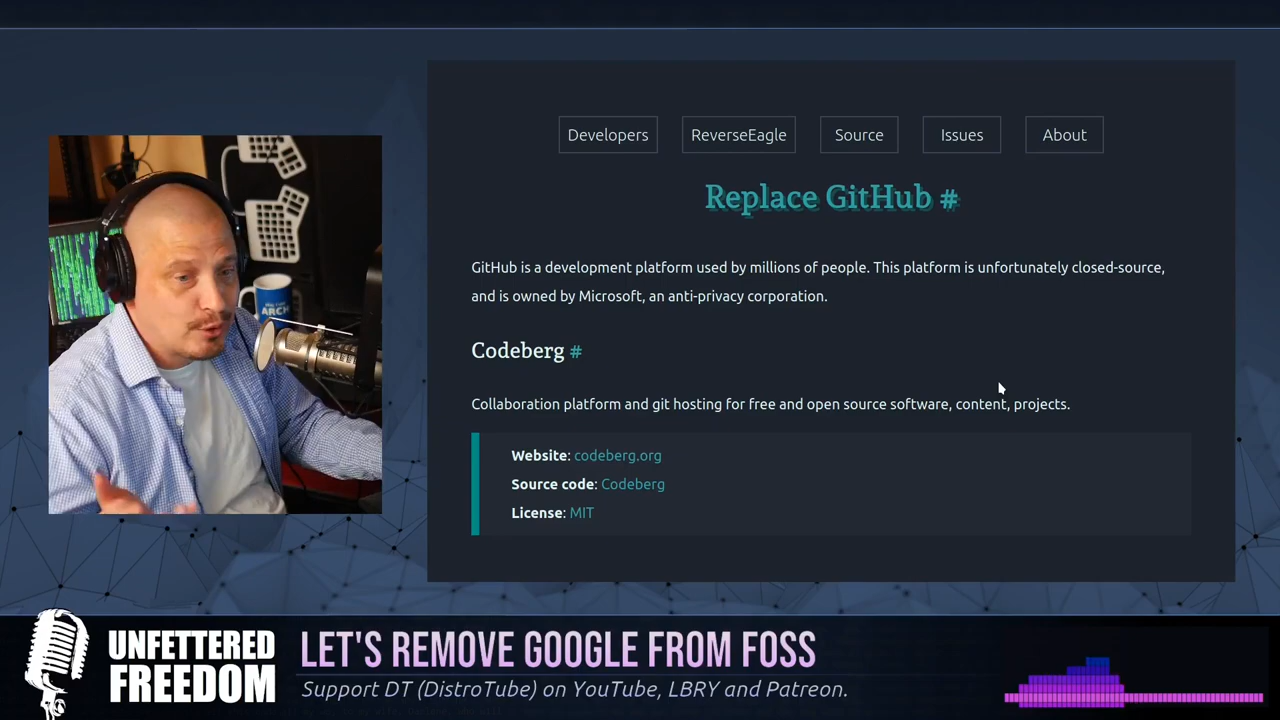 Developers
ReverseEagle
Source
Issues
About
Replace GitHub #
GitHub is a development platform used by millions of people. This platform is unfortunately closed-source,
and is owned by Microsoft, an anti-privacy corporation.
Codeberg #
Collaboration platform and git hosting for free and open source software, content, projects.
Website: codeberg.org
Source code: Codeberg
License: MIT
ARCH
UNFETTERED
FREEDOM
LET'S REMOVE GOOGLE FROM FOSS
Support DT (DistroTube) on YouTube, LBRY and Patreon.